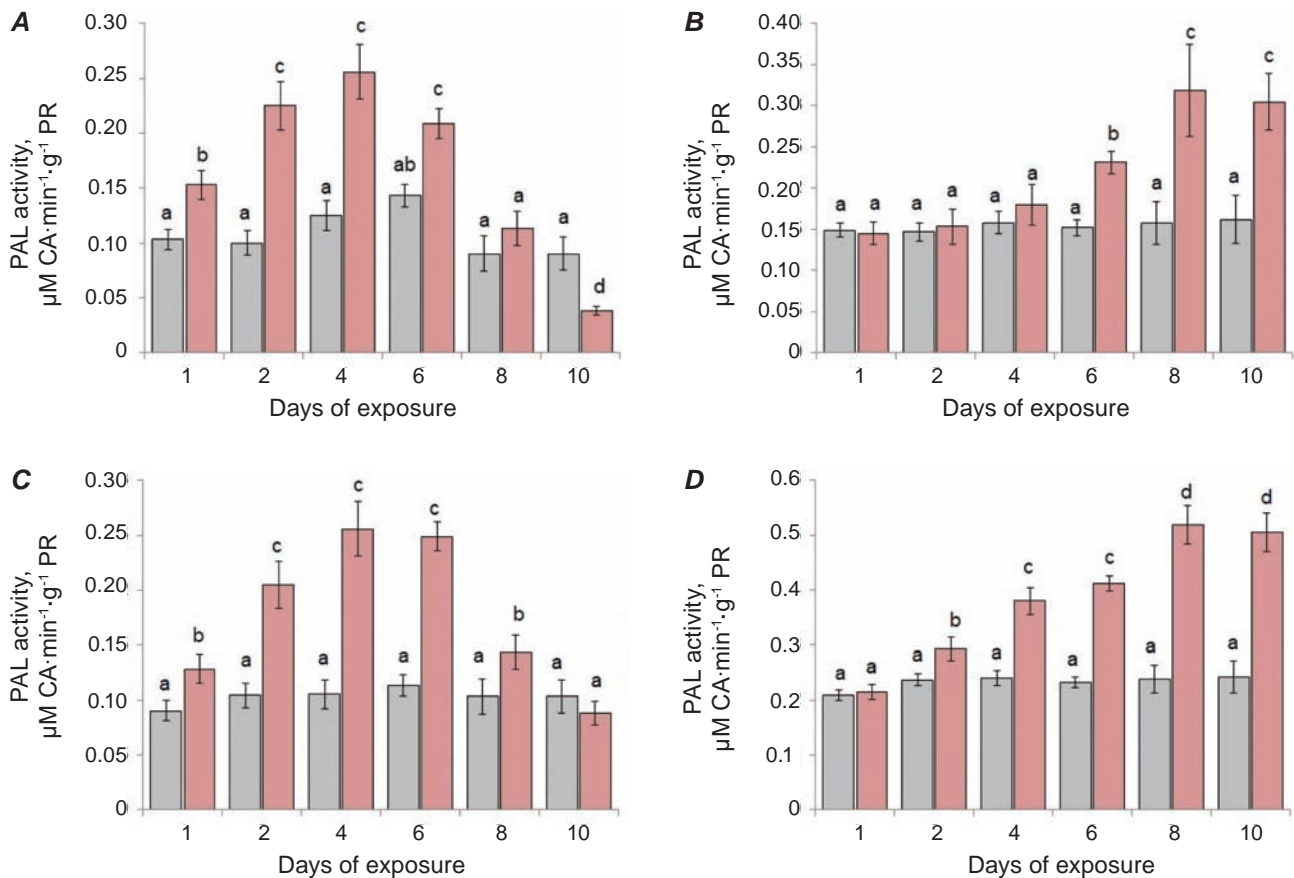 A
PAL activity,
µM CA·min⁻¹·g⁻¹ PR
0.30
0.25
0.20
0.15
0.10
0.05
0
a b a c a c ab c a a a d
1 2 4 6 8 10
Days of exposure
B
PAL activity,
µM CA·min⁻¹·g⁻¹ PR
0.40
0.35
0.30
0.25
0.20
0.15
0.10
0.05
0
a a a a a a a b a c a c
1 2 4 6 8 10
Days of exposure
C
PAL activity,
µM CA·min⁻¹·g⁻¹ PR
0.30
0.25
0.20
0.15
0.10
0.05
0
a b a c a c a c a b a a
1 2 4 6 8 10
Days of exposure
D
PAL activity,
µM CA·min⁻¹·g⁻¹ PR
0.6
0.5
0.4
0.3
0.2
0.1
0
a a a b a c a c a d a d
1 2 4 6 8 10
Days of exposure